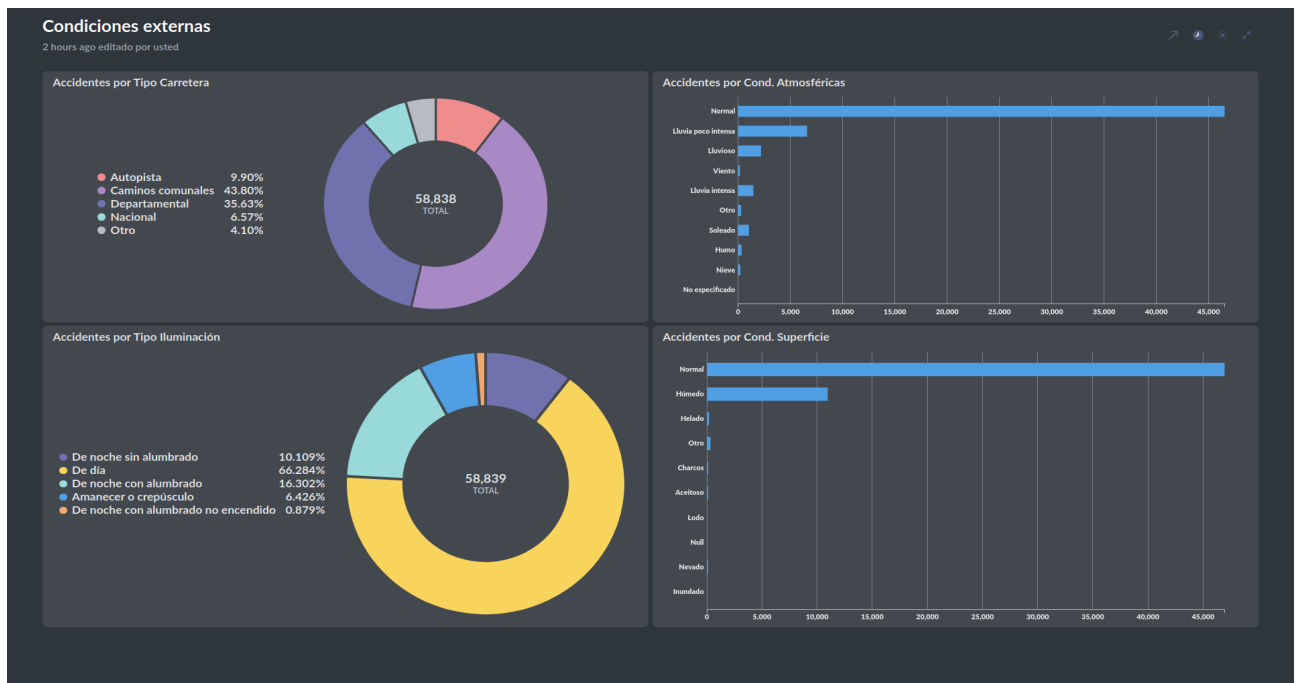 Condiciones externas
2 hours ago editado por usted
Accidentes por Tipo Carretera
Autopista 9.90%
Caminos comunales 43.80%
Departamental 35.63%
Nacional 6.57%
Otro 4.10%
58,838
TOTAL
Accidentes por Cond. Atmosféricas
Normal
Lluvia poco intensa
Lluvioso
Viento
Lluvia intensa
Otro
Soleado
Humo
Nieve
No especificado
0 5,000 10,000 15,000 20,000 25,000 30,000 35,000 40,000 45,000
Accidentes por Tipo Iluminación
De noche sin alumbrado 10.109%
De día 66.284%
De noche con alumbrado 16.302%
Amanecer o crepúsculo 6.426%
De noche con alumbrado no encendido 0.879%
58,839
TOTAL
Accidentes por Cond. Superficie
Normal
Húmedo
Helado
Otro
Charcos
Aceitoso
Lodo
Null
Nevado
Inundado
0 5,000 10,000 15,000 20,000 25,000 30,000 35,000 40,000 45,000